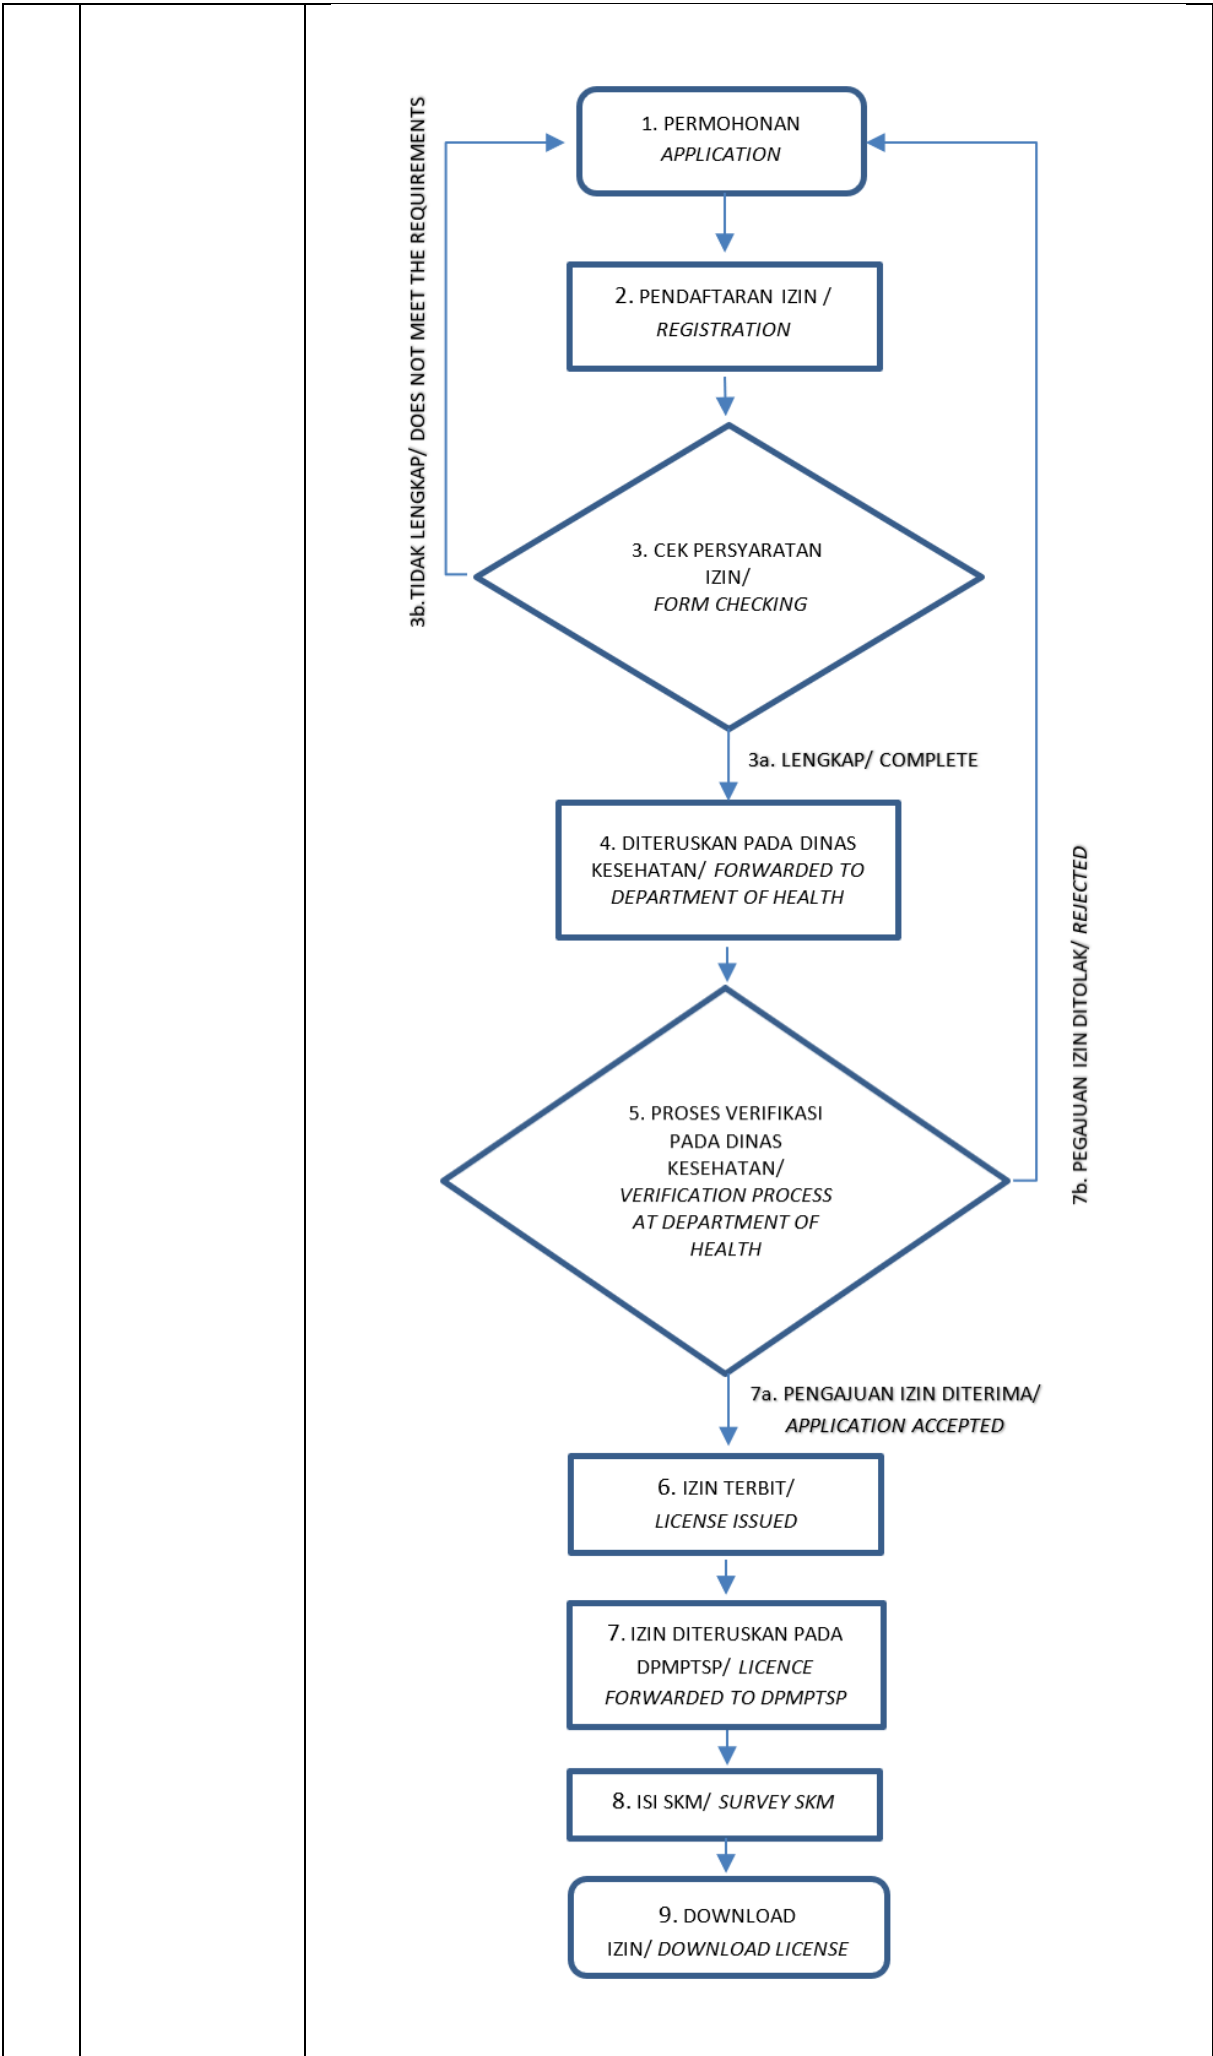 1. PERMOHONAN
APPLICATION
2. PENDAFTARAN IZIN /
REGISTRATION
3b.TIDAK LENGKAP/ DOES NOT MEET THE REQUIREMENTS
3. CEK PERSYARATAN
IZIN/
FORM CHECKING
3a. LENGKAP/ COMPLETE
4. DITERUSKAN PADA DINAS
KESEHATAN/ FORWARDED TO
DEPARTMENT OF HEALTH
7b. PEGAJUAN IZIN DITOLAK/ REJECTED
5. PROSES VERIFIKASI
PADA DINAS
KESEHATAN/
VERIFICATION PROCESS
AT DEPARTMENT OF
HEALTH
7a. PENGAJUAN IZIN DITERIMA/
APPLICATION ACCEPTED
6. IZIN TERBIT/
LICENSE ISSUED
7. IZIN DITERUSKAN PADA
DPMPTSP/ LICENCE
FORWARDED TO DPMPTSP
8. ISI SKM/ SURVEY SKM
9. DOWNLOAD
IZIN/ DOWNLOAD LICENSE